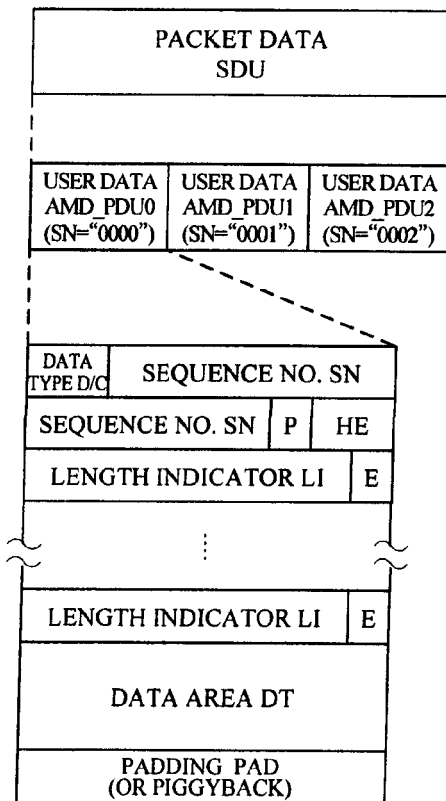 PACKET DATA
SDU
USER DATA
AMD_PDU0
(SN="0000")
USER DATA
AMD_PDU1
(SN="0001")
USER DATA
AMD_PDU2
(SN="0002")
DATA
TYPE D/C
SEQUENCE NO. SN
SEQUENCE NO. SN
P
HE
LENGTH INDICATOR LI
E
LENGTH INDICATOR LI
E
DATA AREA DT
PADDING PAD
(OR PIGGYBACK)